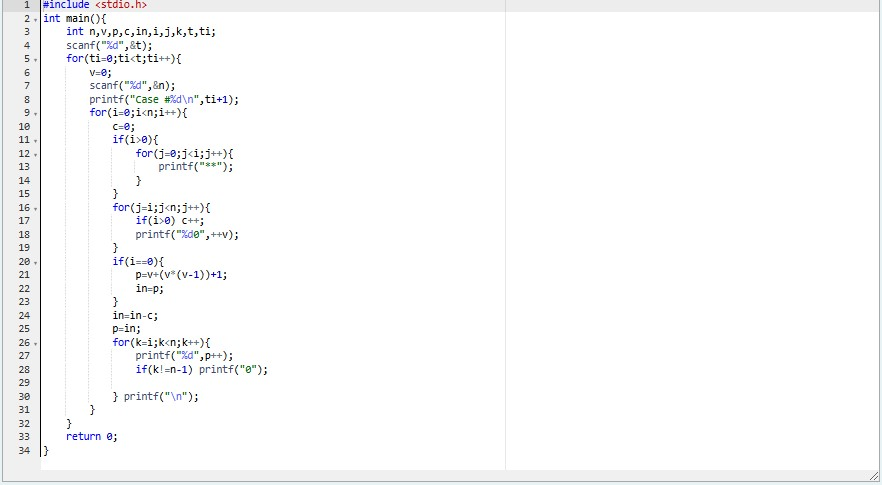 1 #include <stdio.h>
2 int main(){
3 int n,v,p,c,in,i,j,k,t,ti;
4 scanf("%d",&t);
5 for(ti=0;ti<t;ti++){
6 v=0;
7 scanf("%d",&n);
8 printf("Case #%d\n",ti+1);
9 for(i=0;i<n;i++){
10 c=0;
11 if(i>0){
12 for(j=0;j<i;j++){
13 printf("**");
14 }
15 }
16 for(j=i;j<n;j++){
17 if(i>0) c++;
18 printf("%d0",++v);
19 }
20 if(i==0){
21 p=v+(v*(v-1))+1;
22 in=p;
23 }
24 in=in-c;
25 p=in;
26 for(k=i;k<n;k++){
27 printf("%d",p++);
28 if(k!=n-1) printf("0");
29
30 } printf("\n");
31 }
32 }
33 return 0;
34 }